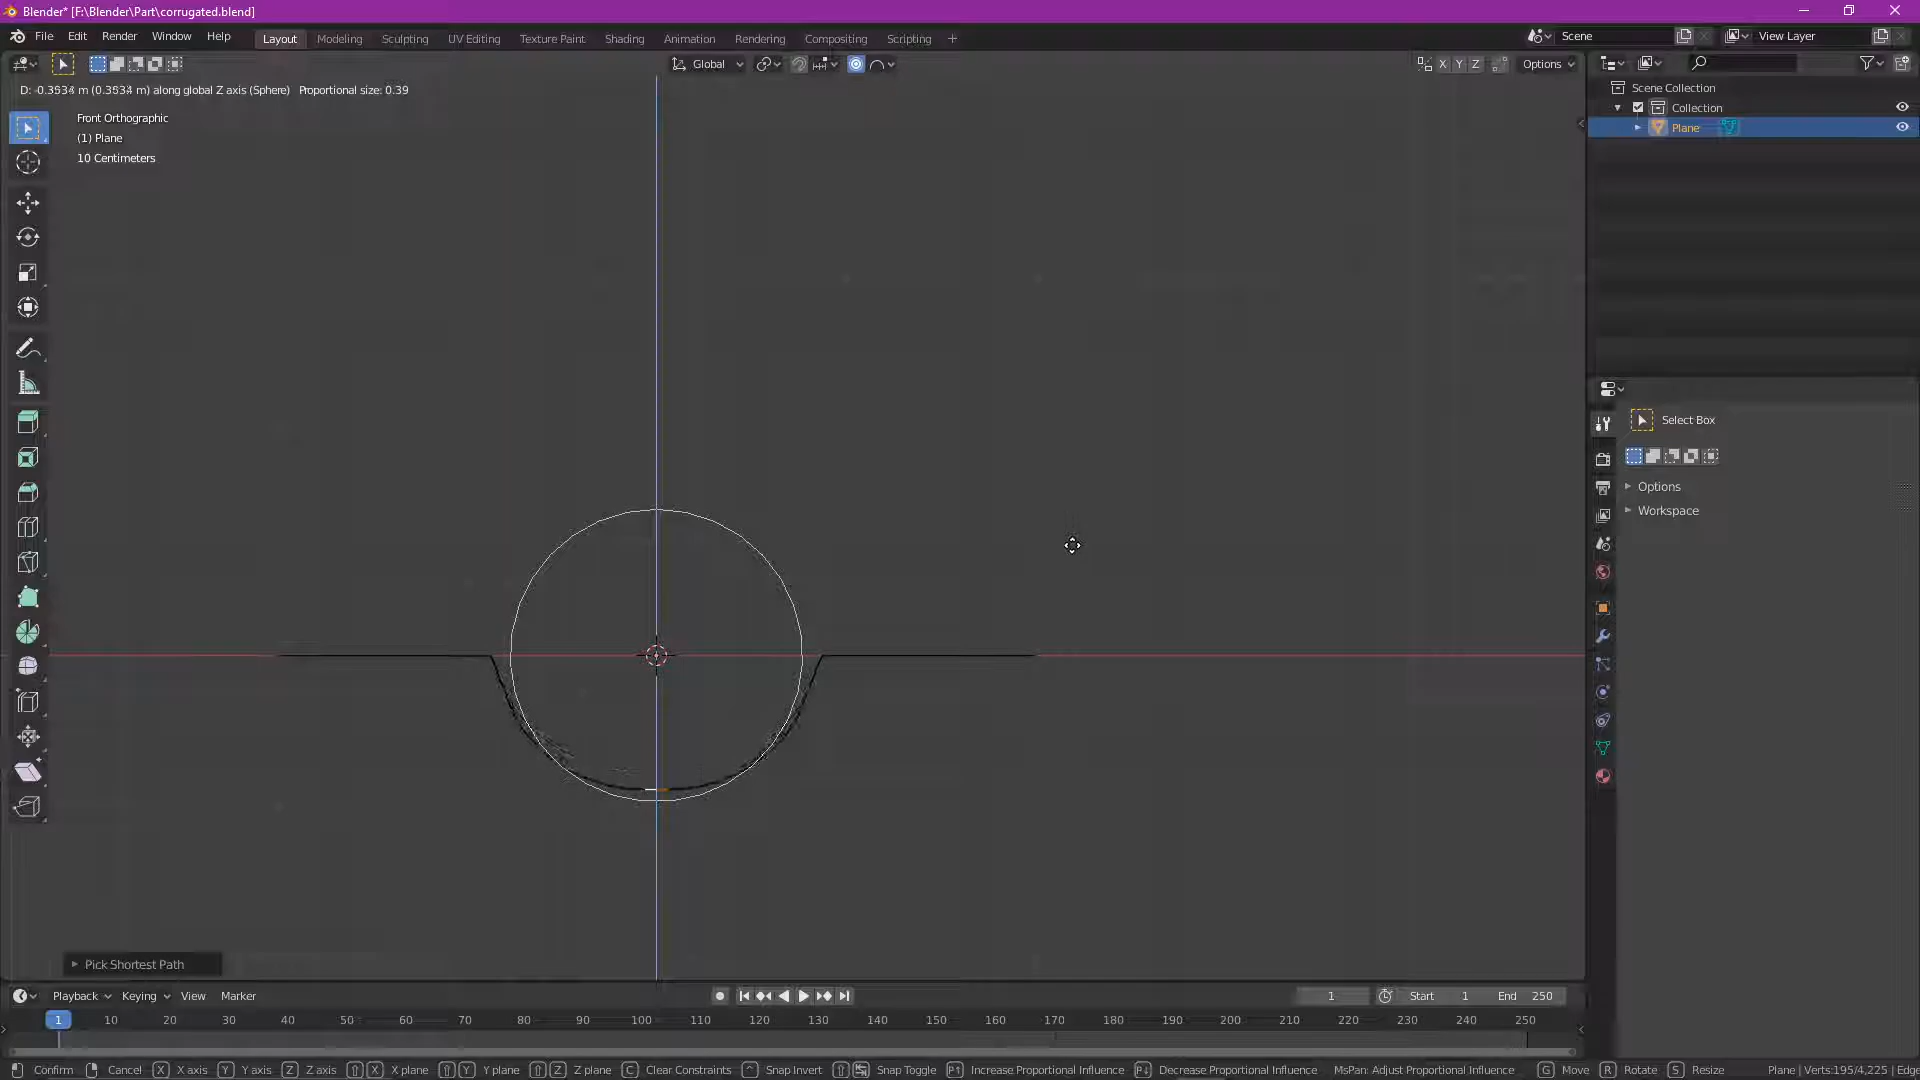 Blender* [F:\Blender\Part\corrugated.blend]
File Edit Render Window Help Layout Modeling Sculpting UV Editing Texture Paint Shading Animation Rendering Compositing Scripting + Scene View Layer
Global X Y Z Options
D: -0.3534 m (0.3534 m) along global Z axis (Sphere) Proportional size: 0.39
Front Orthographic
(1) Plane
10 Centimeters
Scene Collection
Collection
Plane
Select Box
Options
Workspace
Pick Shortest Path
Playback Keying View Marker 1 Start 1 End 250
1 10 20 30 40 50 60 70 80 90 100 110 120 130 140 150 160 170 180 190 200 210 220 230 240 250
Confirm Cancel X X axis Y Y axis Z Z axis X X plane Y Y plane Z Z plane C Clear Constraints Snap Invert Snap Toggle Increase Proportional Influence Decrease Proportional Influence MsPan: Adjust Proportional Influence G Move R Rotate S Resize Plane | Verts:195/4,225 | Edge